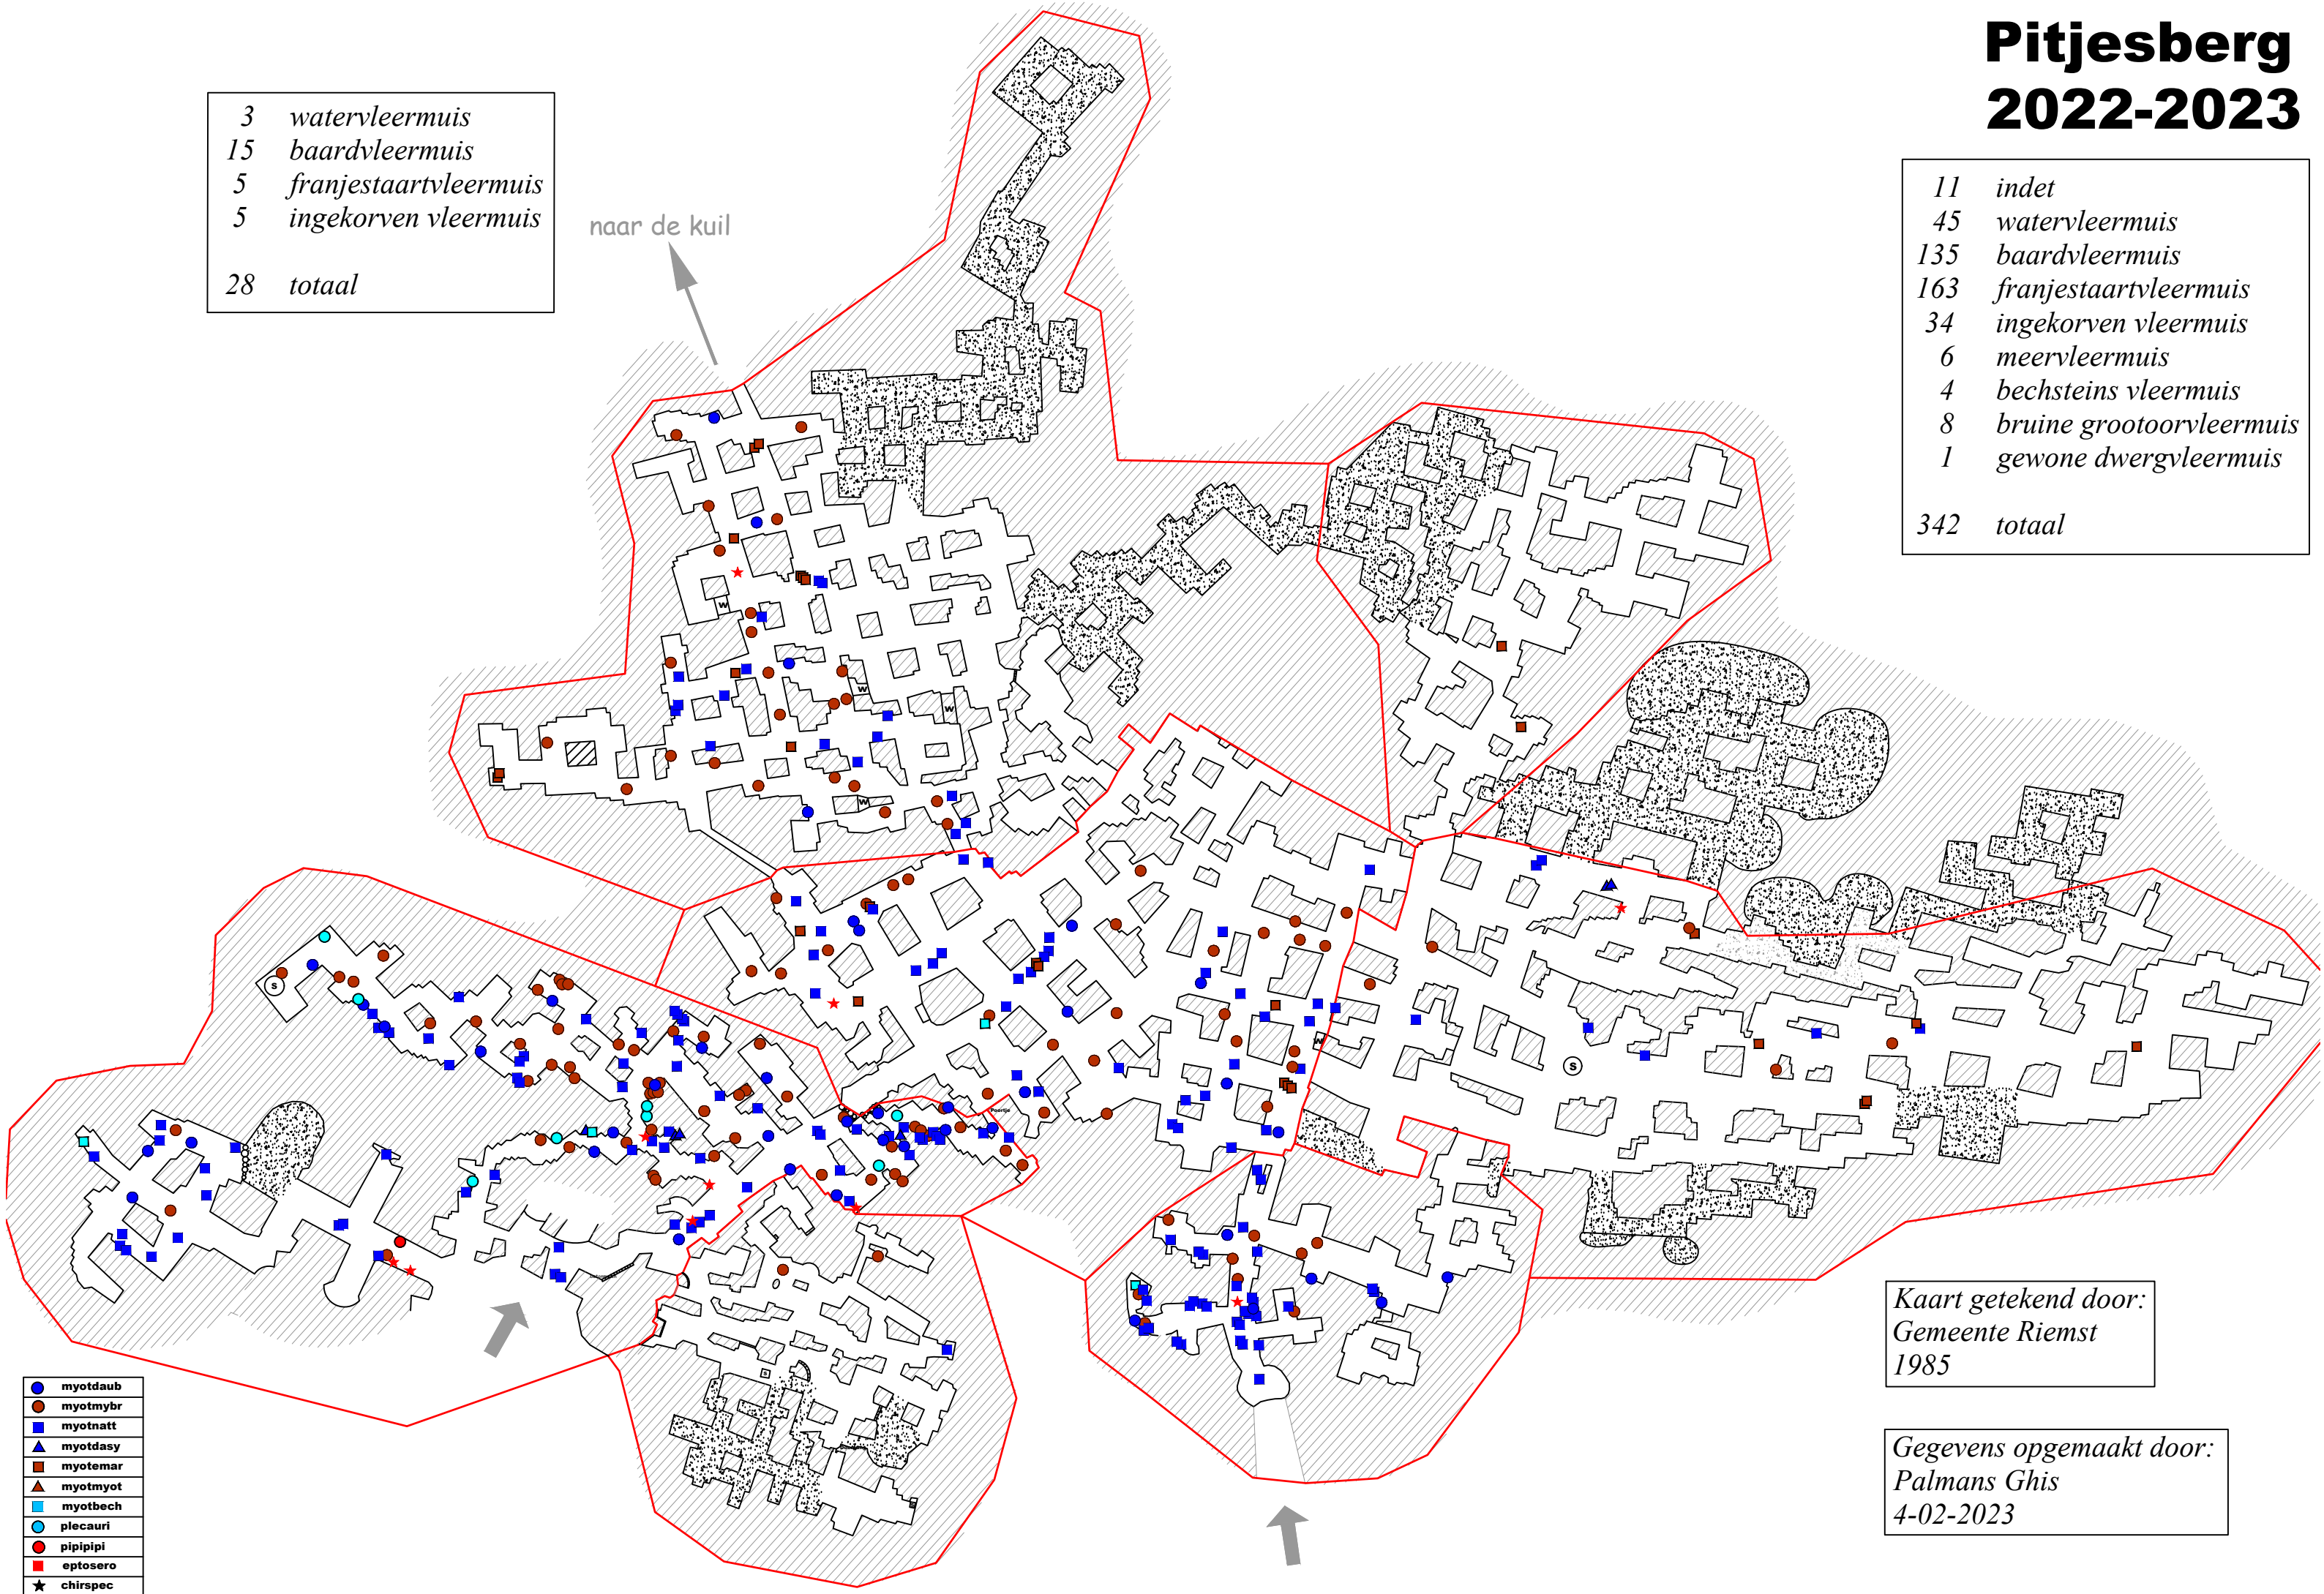 Pitjesberg
2022-2023
3 watervleermuis
15 baardvleermuis
5 franjestaartvleermuis
5 ingekorven vleermuis
28 totaal
naar de kuil
11 indet
45 watervleermuis
135 baardvleermuis
163 franjestaartvleermuis
34 ingekorven vleermuis
6 meervleermuis
4 bechsteins vleermuis
8 bruine grootoorvleermuis
1 gewone dwergvleermuis
342 totaal
w
w
w
w
s
s
w
Poortje
Kaart getekend door:
Gemeente Riemst
1985
Gegevens opgemaakt door:
Palmans Ghis
4-02-2023
myotdaub
myotmybr
myotnatt
myotdasy
myotemar
myotmyot
myotbech
plecauri
pipipipi
eptosero
chirspec